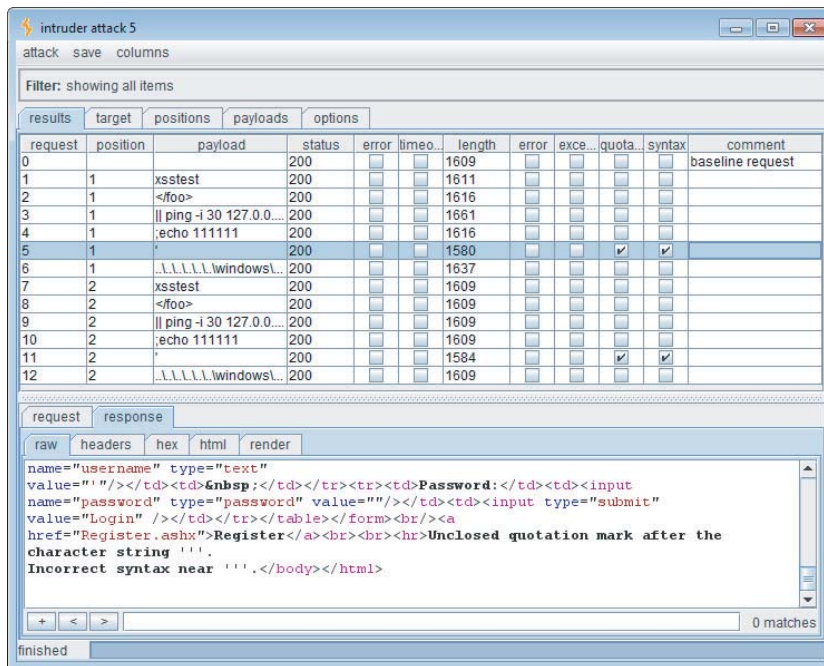 intruder attack 5
attack save columns
Filter: showing all items
results target positions payloads options
request position payload status error timeo... length error exce... quota... syntax comment
0 200 1609 baseline request
1 1 xsstest 200 1611
2 1 </foo> 200 1616
3 1 || ping -i 30 127.0.0.... 200 1661
4 1 ;echo 111111 200 1616
5 1 ' 200 1580
6 1 ..\..\..\..\..\..\windows\... 200 1637
7 2 xsstest 200 1609
8 2 </foo> 200 1609
9 2 || ping -i 30 127.0.0.... 200 1609
10 2 ;echo 111111 200 1609
11 2 ' 200 1584
12 2 ..\..\..\..\..\..\windows\... 200 1609
request response
raw headers hex html render
name="username" type="text"
value="'"/></td><td>&nbsp;</td></tr><tr><td>Password:</td><td><input
name="password" type="password" value=""/></td><td><input type="submit"
value="Login" /></td></tr></table></form><br/><a
href="Register.ashx">Register</a><br><br><hr>Unclosed quotation mark after the
character string '''.
Incorrect syntax near '''.</body></html>
+ < > 0 matches
finished